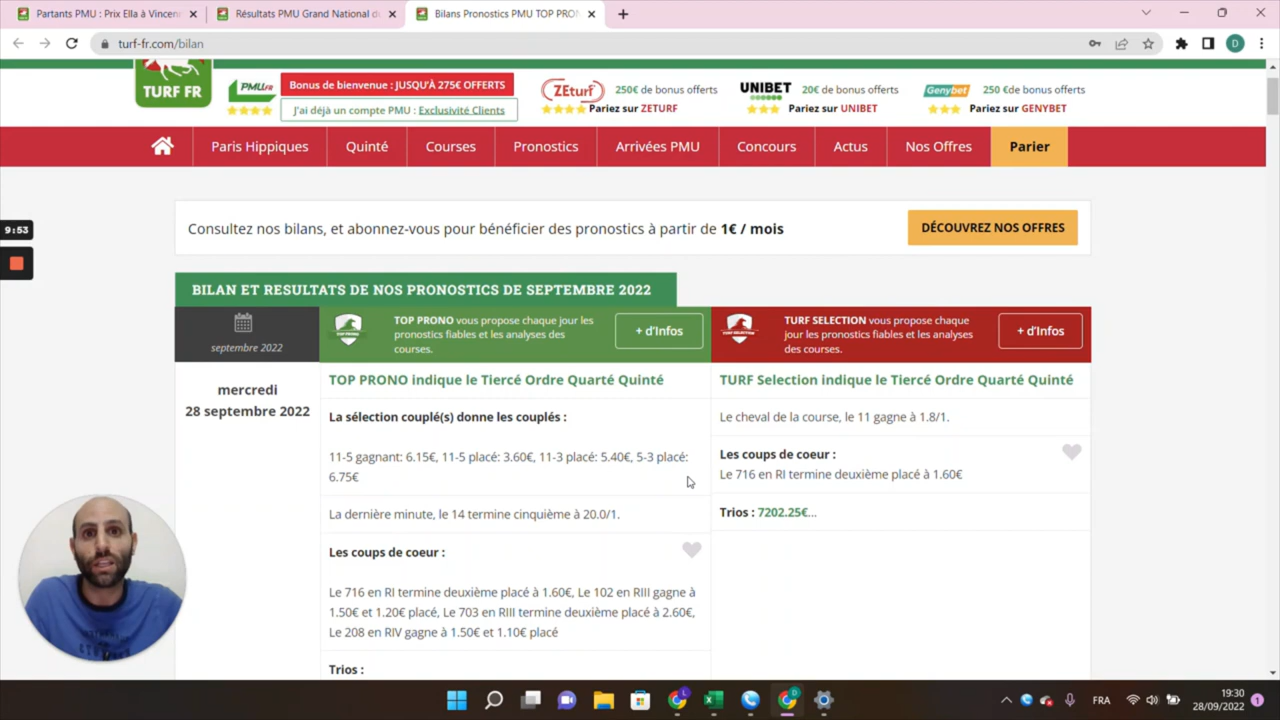 Partants PMU : Prix Ella à Vincenn
Résultats PMU Grand National du
Bilans Pronostics PMU TOP PRON
turf-fr.com/bilan
D
TURF FR
PMU.FR
Bonus de bienvenue : JUSQU'À 275€ OFFERTS
J'ai déjà un compte PMU : Exclusivité Clients
ZEturf
250€ de bonus offerts
Pariez sur ZETURF
UNIBET
20€ de bonus offerts
Pariez sur UNIBET
Genybet
250 €de bonus offerts
Pariez sur GENYBET
Paris Hippiques
Quinté
Courses
Pronostics
Arrivées PMU
Concours
Actus
Nos Offres
Parier
9:53
Consultez nos bilans, et abonnez-vous pour bénéficier des pronostics à partir de 1€ / mois
DÉCOUVREZ NOS OFFRES
BILAN ET RESULTATS DE NOS PRONOSTICS DE SEPTEMBRE 2022
septembre 2022
TOP PRONO
TOP PRONO vous propose chaque jour les
pronostics fiables et les analyses des
courses.
+ d'Infos
TURF SELECTION
TURF SELECTION vous propose chaque
jour les pronostics fiables et les analyses
des courses.
+ d'Infos
mercredi
28 septembre 2022
TOP PRONO indique le Tiercé Ordre Quarté Quinté
La sélection couplé(s) donne les couplés :
11-5 gagnant: 6.15€, 11-5 placé: 3.60€, 11-3 placé: 5.40€, 5-3 placé:
6.75€
La dernière minute, le 14 termine cinquième à 20.0/1.
Les coups de coeur :
Le 716 en RI termine deuxième placé à 1.60€, Le 102 en RIII gagne à
1.50€ et 1.20€ placé, Le 703 en RIII termine deuxième placé à 2.60€,
Le 208 en RIV gagne à 1.50€ et 1.10€ placé
Trios :
TURF Selection indique le Tiercé Ordre Quarté Quinté
Le cheval de la course, le 11 gagne à 1.8/1.
Les coups de coeur :
Le 716 en RI termine deuxième placé à 1.60€
Trios : 7202.25€...
FRA
19:30
28/09/2022
1